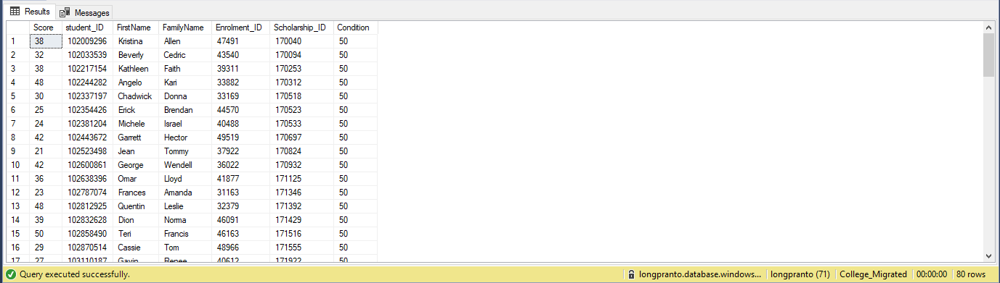 Results Messages
Score student_ID FirstName FamilyName Enrolment_ID Scholarship_ID Condition
1 38 102009296 Kristina Allen 47491 170040 50
2 32 102033539 Beverly Cedric 43540 170094 50
3 38 102217154 Kathleen Faith 39311 170253 50
4 48 102244282 Angelo Kari 33882 170312 50
5 30 102337197 Chadwick Donna 33169 170518 50
6 25 102354426 Erick Brendan 44570 170523 50
7 24 102381204 Michele Israel 40488 170533 50
8 42 102443672 Garrett Hector 49519 170697 50
9 21 102523498 Jean Tommy 37922 170824 50
10 42 102600861 George Wendell 36022 170932 50
11 36 102638396 Omar Lloyd 41877 171125 50
12 23 102787074 Frances Amanda 31163 171346 50
13 48 102812925 Quentin Leslie 32379 171392 50
14 39 102832628 Dion Norma 46091 171429 50
15 50 102858490 Teri Francis 46163 171516 50
16 29 102870514 Cassie Tom 48966 171555 50
17 27 103110187 Gavin Renee 40612 171922 50
Query executed successfully. longpranto.database.windows... longpranto (71) College_Migrated 00:00:00 80 rows